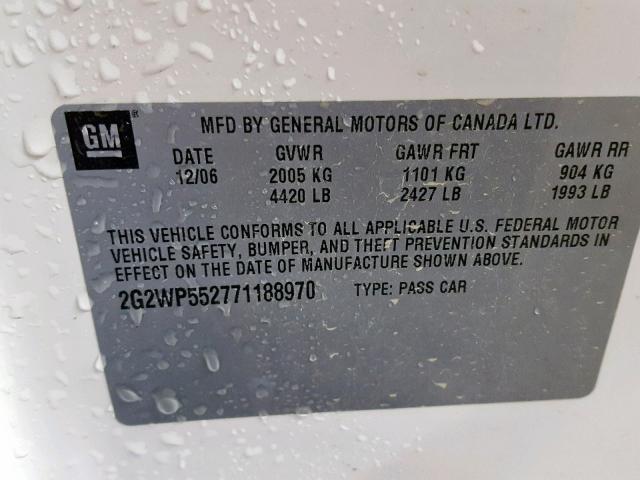 GM ®
MFD BY GENERAL MOTORS OF CANADA LTD.
DATE GVWR GAWR FRT GAWR RR
12/06 2005 KG 1101 KG 904 KG
4420 LB 2427 LB 1993 LB
THIS VEHICLE CONFORMS TO ALL APPLICABLE U.S. FEDERAL MOTOR
VEHICLE SAFETY, BUMPER, AND THEFT PREVENTION STANDARDS IN
EFFECT ON THE DATE OF MANUFACTURE SHOWN ABOVE.
2G2WP552771188970 TYPE: PASS CAR